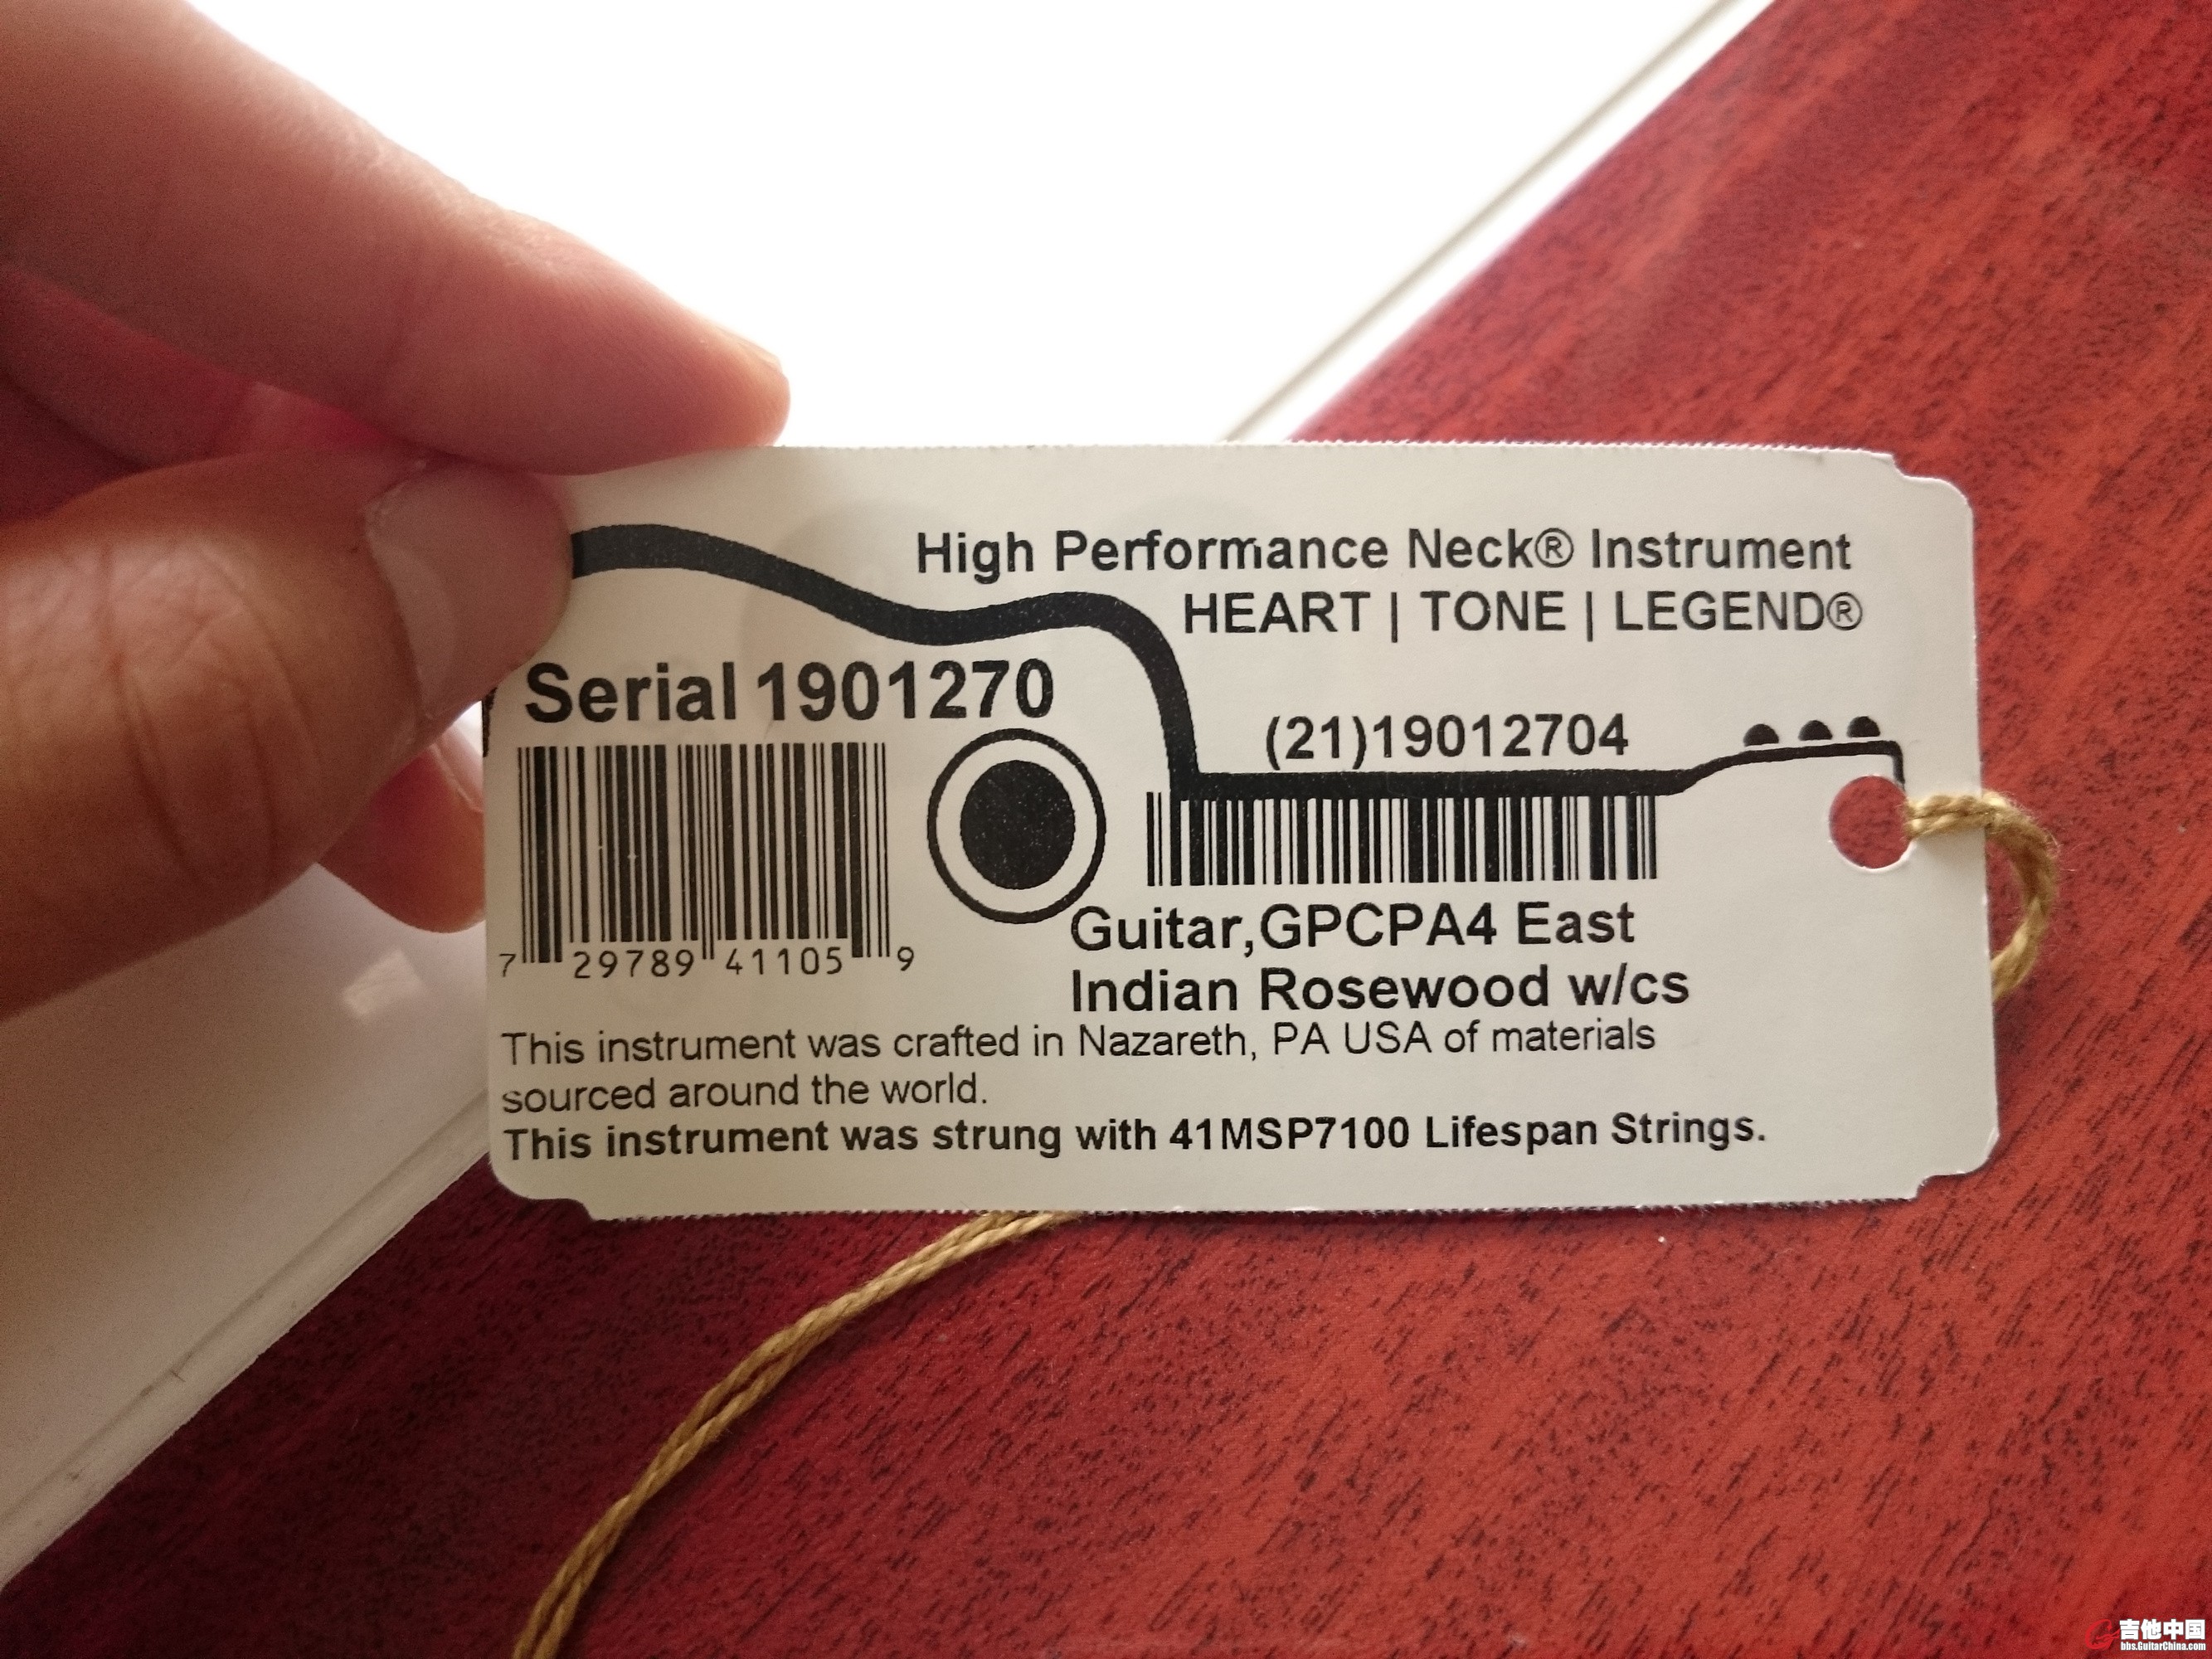 High Performance Neck® Instrument
HEART | TONE | LEGEND®
Serial 1901270
(21)19012704
7 29789 41105 9
Guitar,GPCPA4 East
Indian Rosewood w/cs
This instrument was crafted in Nazareth, PA USA of materials
sourced around the world.
This instrument was strung with 41MSP7100 Lifespan Strings.
吉他中国
bbs.GuitarChina.com